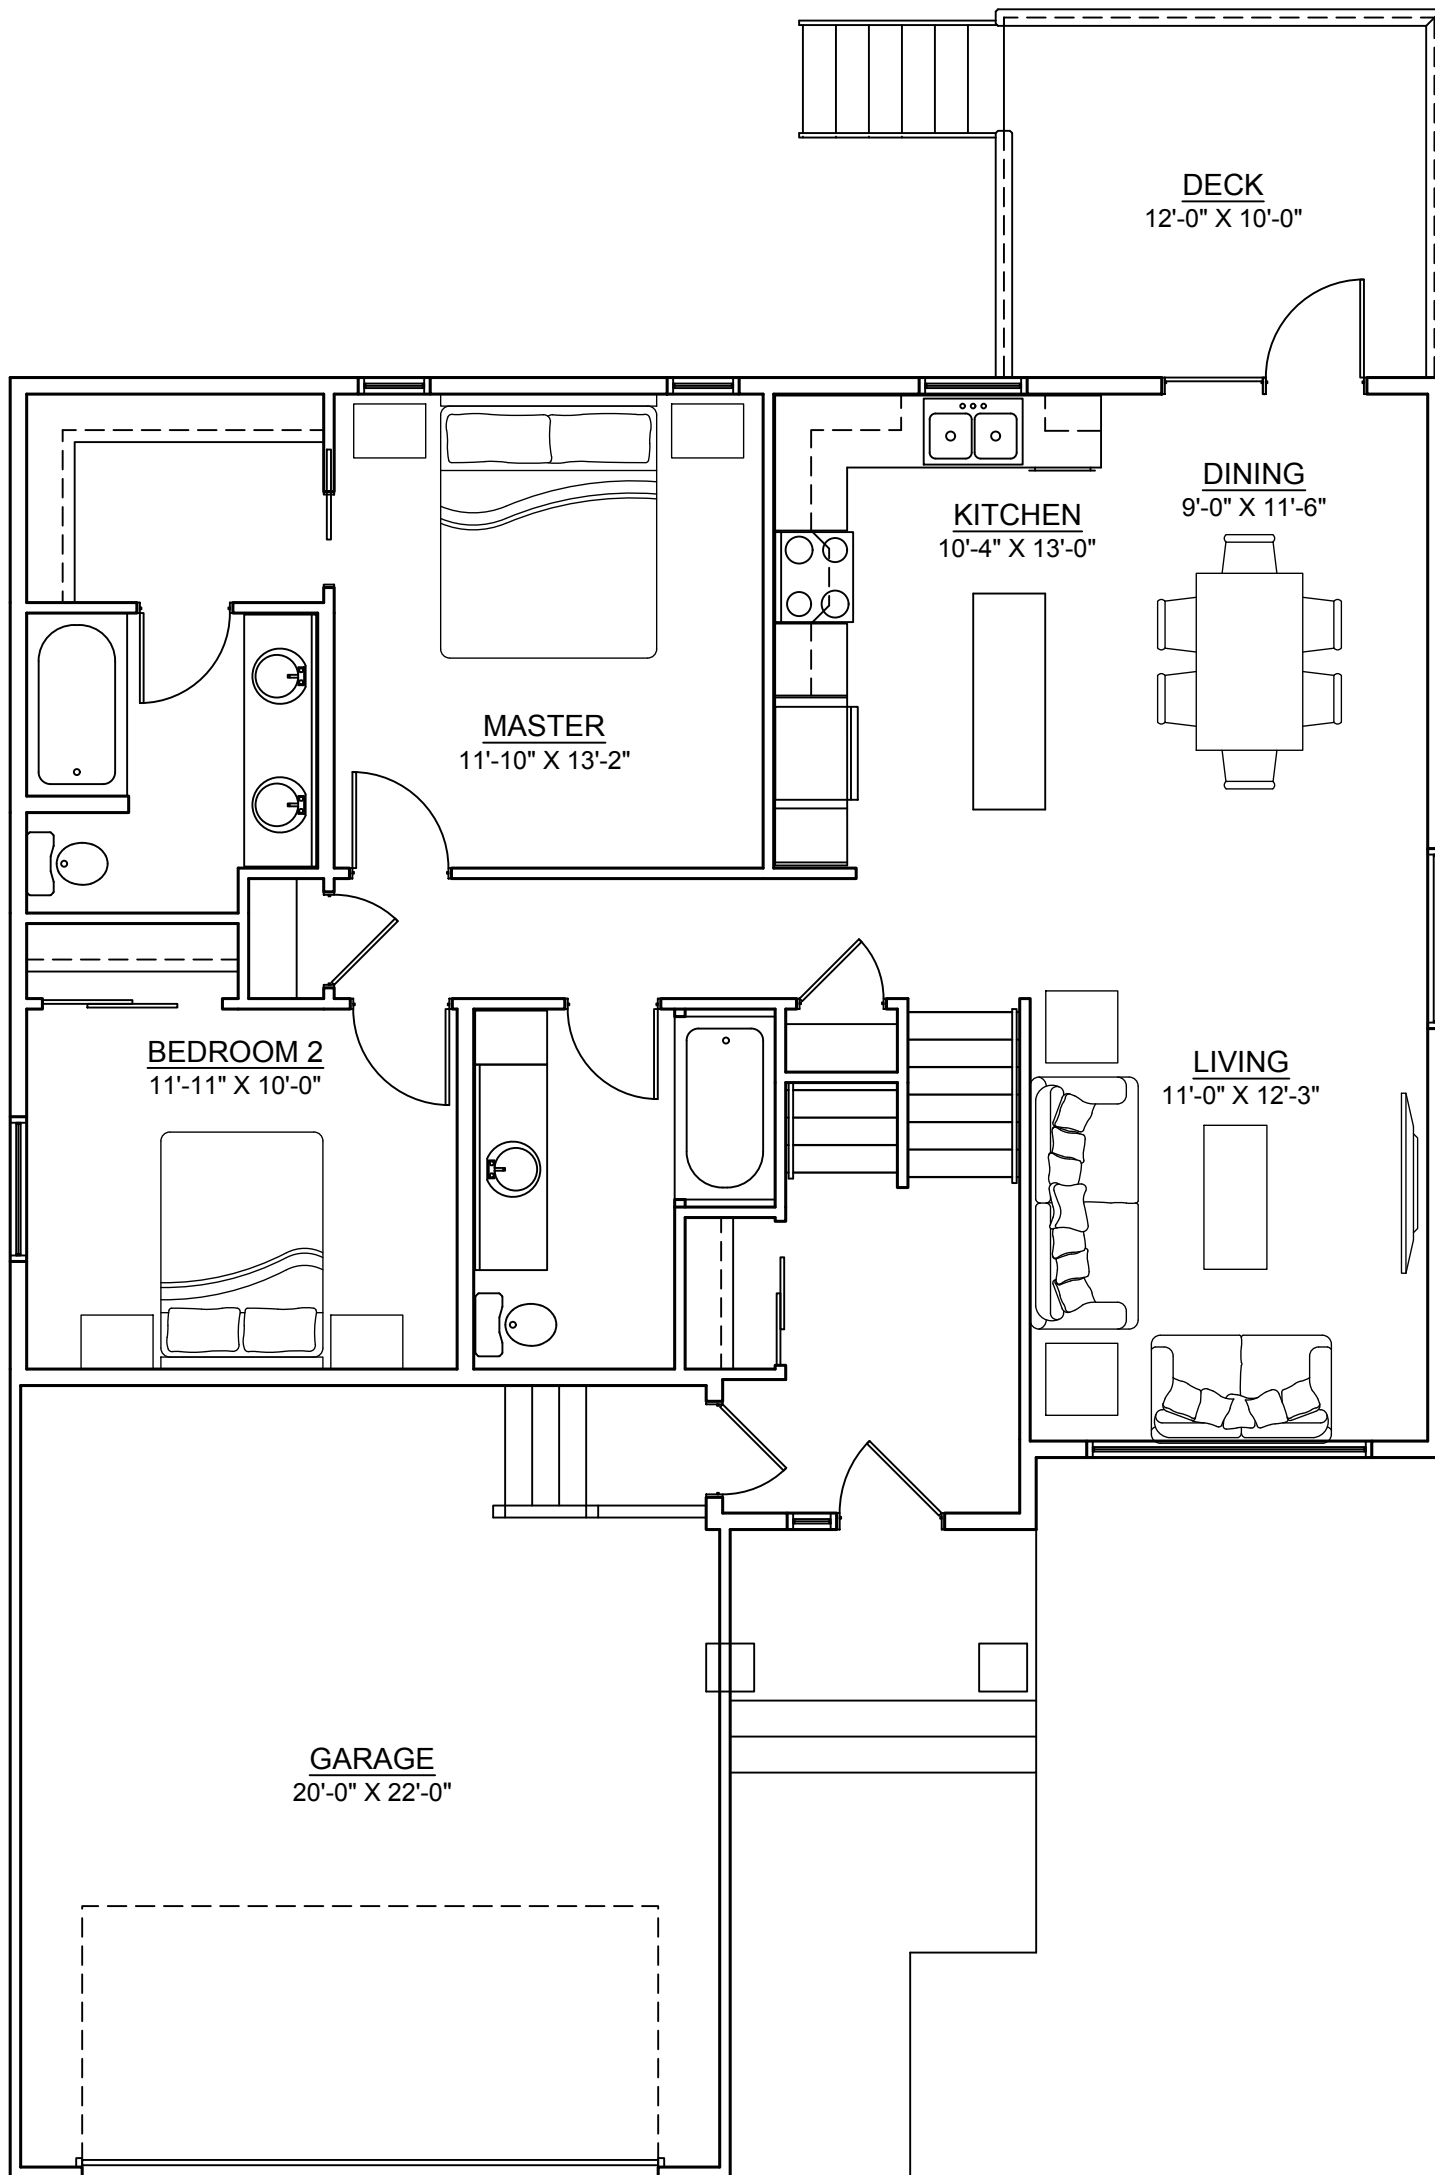 DECK
12'-0" X 10'-0"
DINING
9'-0" X 11'-6"
KITCHEN
10'-4" X 13'-0"
MASTER
11'-10" X 13'-2"
BEDROOM 2
11'-11" X 10'-0"
LIVING
11'-0" X 12'-3"
GARAGE
20'-0" X 22'-0"